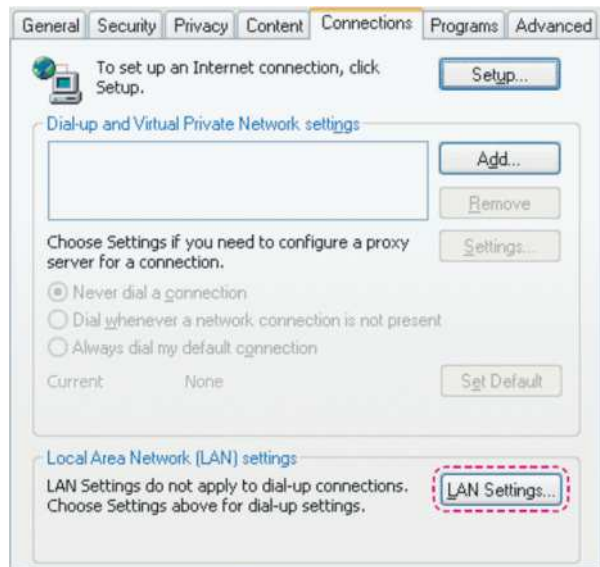 General Security Privacy Content Connections Programs Advanced
To set up an Internet connection, click
Setup.
Setup...
Dial-up and Virtual Private Network settings
Add...
Remove
Choose Settings if you need to configure a proxy
server for a connection.
Settings...
Never dial a connection
Dial whenever a network connection is not present
Always dial my default connection
Current None
Set Default
Local Area Network (LAN) settings
LAN Settings do not apply to dial-up connections.
Choose Settings above for dial-up settings.
LAN Settings...